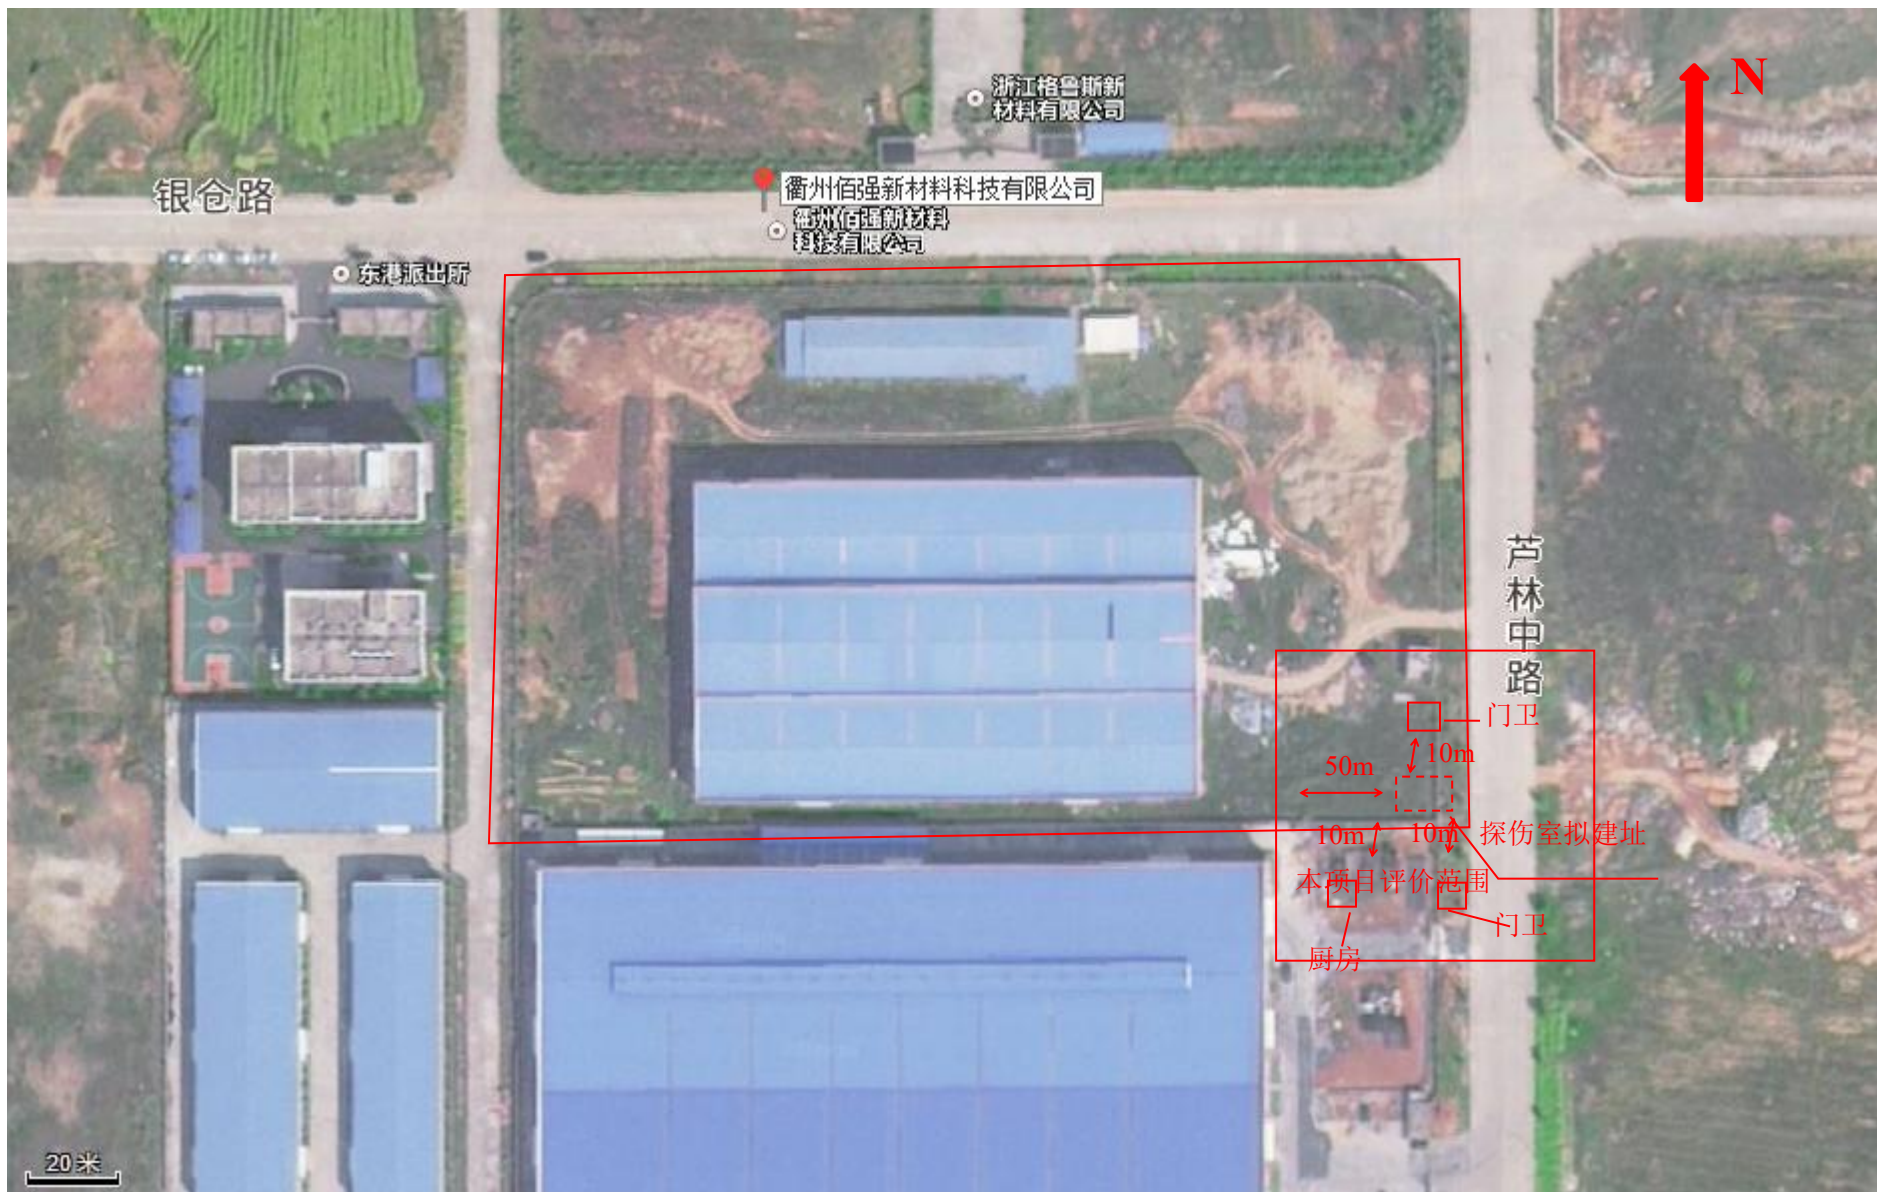 浙江格鲁斯新
材料有限公司
N
银仓路
衢州佰强新材料科技有限公司
衢州佰强新材料
科技有限公司
东港派出所
芦林中路
门卫
10m
50m
10m
10m
探伤室拟建址
本项目评价范围
门卫
厨房
20 米